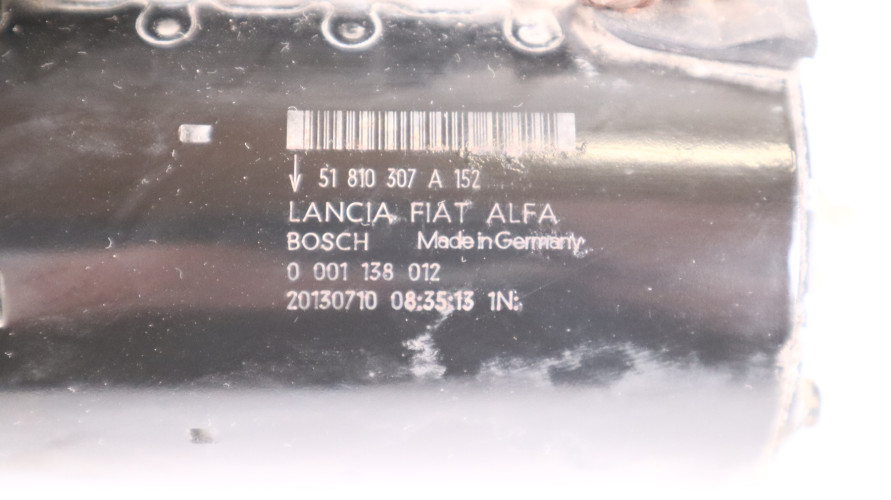 ↓ 51 810 307 A 152
LANCIA FIAT ALFA
BOSCH Made in Germany
0 001 138 012
20130710 08:35:13 1N: